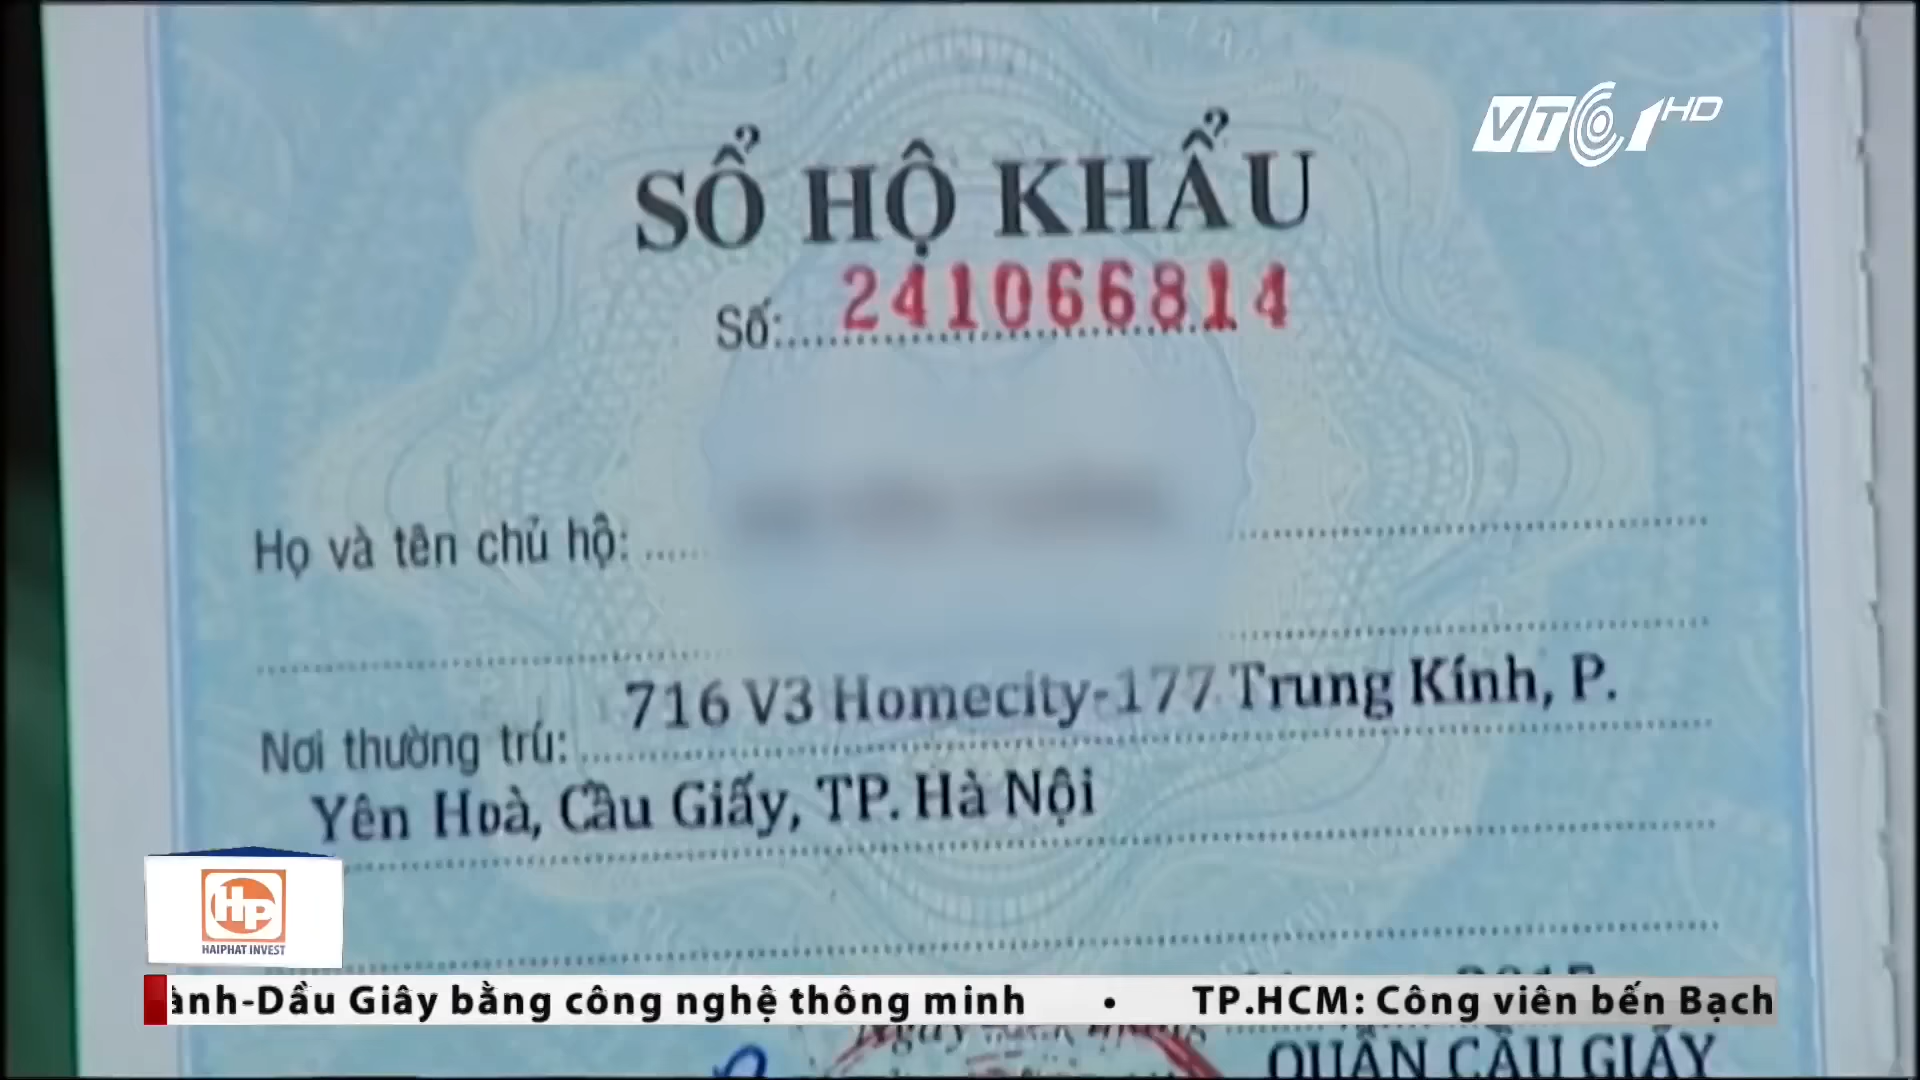 VTC1 HD
SỔ HỘ KHẨU
Số: 241066814
Họ và tên chủ hộ:
Nơi thường trú: 716 V3 Homecity-177 Trung Kính, P.
Yên Hoà, Cầu Giấy, TP. Hà Nội
HP
HAIPHAT INVEST
ành-Dầu Giây bằng công nghệ thông minh • TP.HCM: Công viên bến Bạch
QUẬN CẦU GIẤY